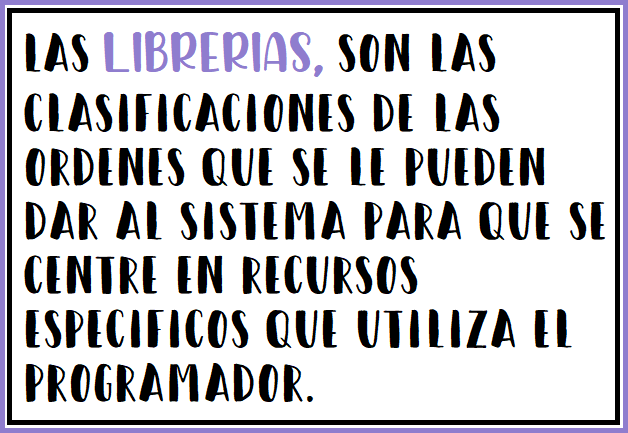 LAS LIBRERIAS, SON LAS
CLASIFICACIONES DE LAS
ORDENES QUE SE LE PUEDEN
DAR AL SISTEMA PARA QUE SE
CENTRE EN RECURSOS
ESPECIFICOS QUE UTILIZA EL
PROGRAMADOR.